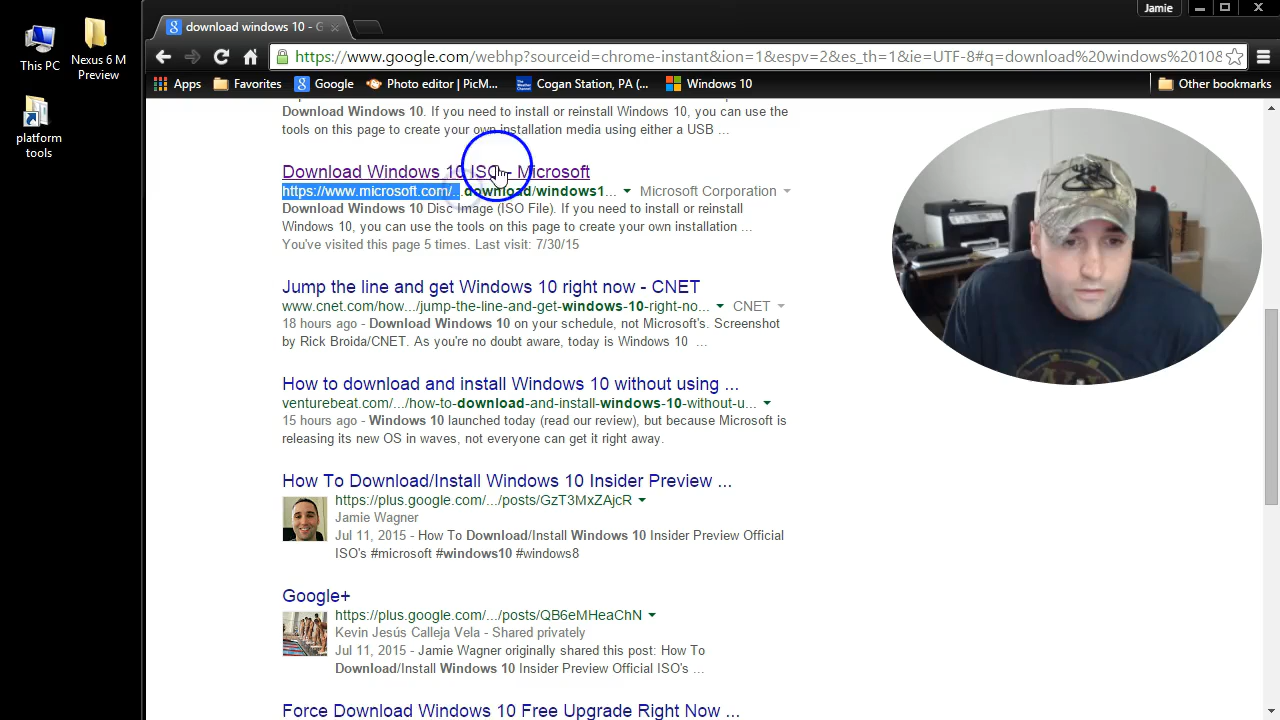 Jamie
download windows 10 - G
https://www.google.com/webhp?sourceid=chrome-instant&ion=1&espv=2&es_th=1&ie=UTF-8#q=download%20windows%20108
Apps
Favorites
Google
Photo editor | PicM...
Cogan Station, PA (...
Windows 10
Other bookmarks
This PC
Nexus 6 M
Preview
platform
tools
Download Windows 10. If you need to install or reinstall Windows 10, you can use the
tools on this page to create your own installation media using either a USB ...
Download Windows 10 ISO - Microsoft
https://www.microsoft.com/...download/windows1... Microsoft Corporation
Download Windows 10 Disc Image (ISO File). If you need to install or reinstall
Windows 10, you can use the tools on this page to create your own installation ...
You've visited this page 5 times. Last visit: 7/30/15
Jump the line and get Windows 10 right now - CNET
www.cnet.com/how.../jump-the-line-and-get-windows-10-right-no... CNET
18 hours ago - Download Windows 10 on your schedule, not Microsoft's. Screenshot
by Rick Broida/CNET. As you're no doubt aware, today is Windows 10 ...
How to download and install Windows 10 without using ...
venturebeat.com/.../how-to-download-and-install-windows-10-without-u...
15 hours ago - Windows 10 launched today (read our review), but because Microsoft is
releasing its new OS in waves, not everyone can get it right away.
How To Download/Install Windows 10 Insider Preview ...
https://plus.google.com/.../posts/GzT3MxZAjcR
Jamie Wagner
Jul 11, 2015 - How To Download/Install Windows 10 Insider Preview Official
ISO's #microsoft #windows10 #windows8
Google+
https://plus.google.com/.../posts/QB6eMHeaChN
Kevin Jesús Calleja Vela - Shared privately
Jul 11, 2015 - Jamie Wagner originally shared this post: How To
Download/Install Windows 10 Insider Preview Official ISO's ...
Force Download Windows 10 Free Upgrade Right Now ...